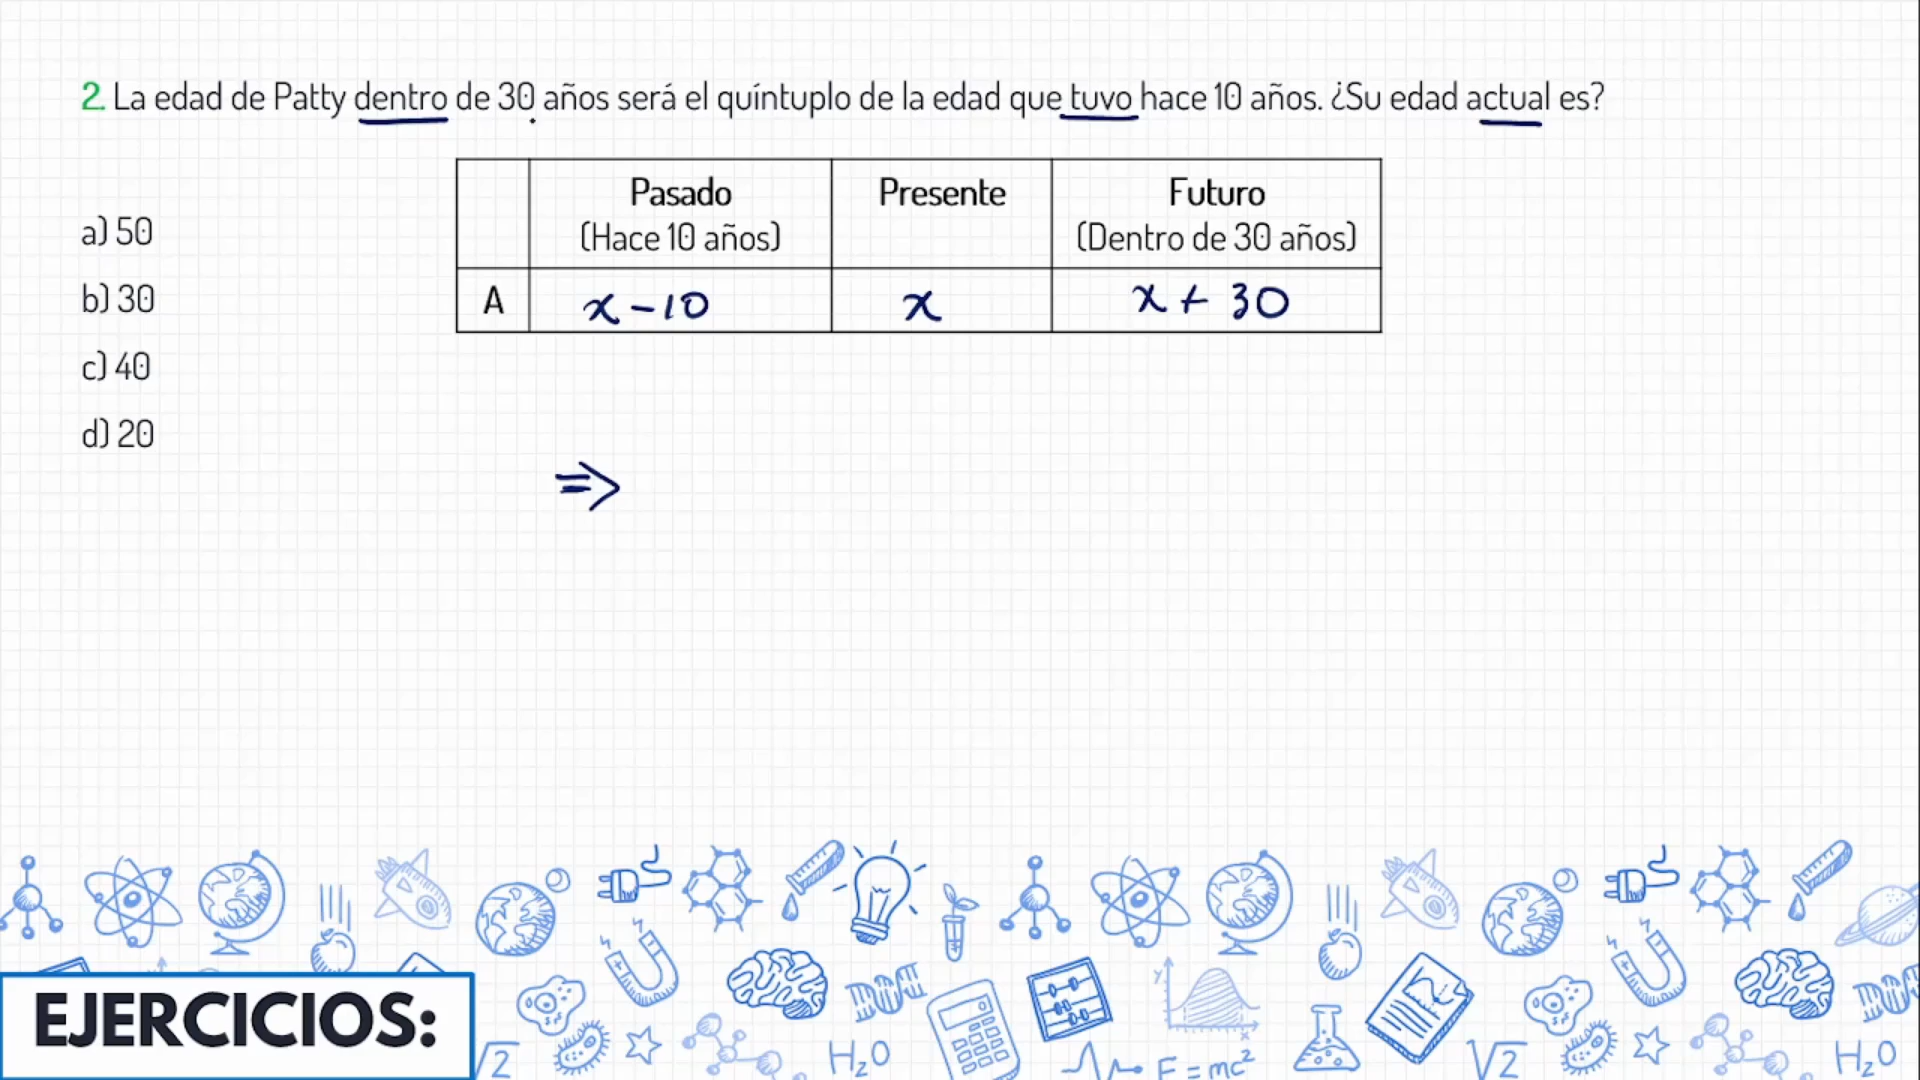 2. La edad de Patty dentro de 30 años será el quíntuplo de la edad que tuvo hace 10 años. ¿Su edad actual es?
a) 50
b) 30
c) 40
d) 20
Pasado Presente Futuro
(Hace 10 años) (Dentro de 30 años)
A x - 10 x x + 30
=>
EJERCICIOS:
√2
H₂O
y
x
F = mc²
√2
H₂O